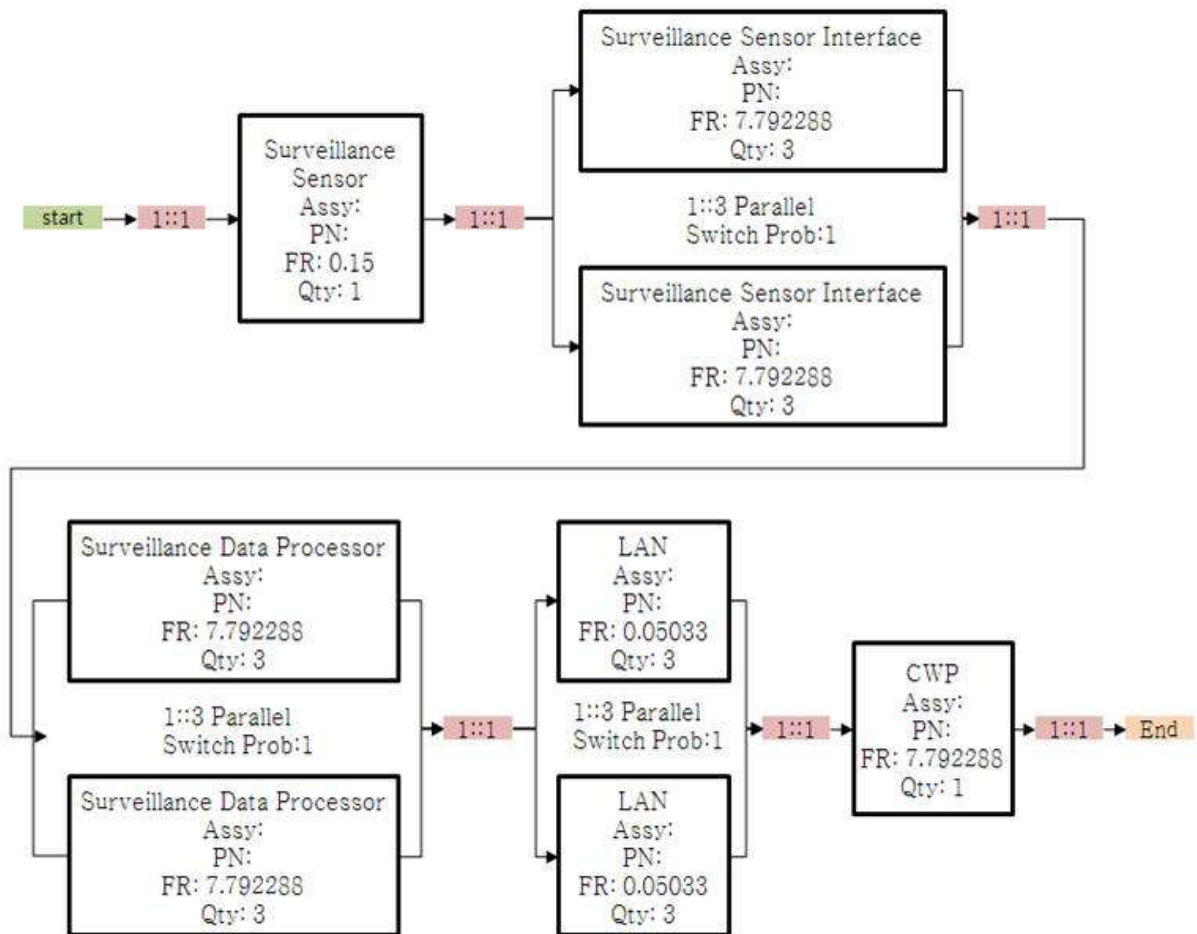 start
1::1
Surveillance
Sensor
Assy:
PN:
FR: 0.15
Qty: 1
1::1
Surveillance Sensor Interface
Assy:
PN:
FR: 7.792288
Qty: 3
1::3 Parallel
Switch Prob:1
Surveillance Sensor Interface
Assy:
PN:
FR: 7.792288
Qty: 3
1::1
Surveillance Data Processor
Assy:
PN:
FR: 7.792288
Qty: 3
1::3 Parallel
Switch Prob:1
Surveillance Data Processor
Assy:
PN:
FR: 7.792288
Qty: 3
1::1
LAN
Assy:
PN:
FR: 0.05033
Qty: 3
1::3 Parallel
Switch Prob:1
LAN
Assy:
PN:
FR: 0.05033
Qty: 3
1::1
CWP
Assy:
PN:
FR: 7.792288
Qty: 1
1::1
End